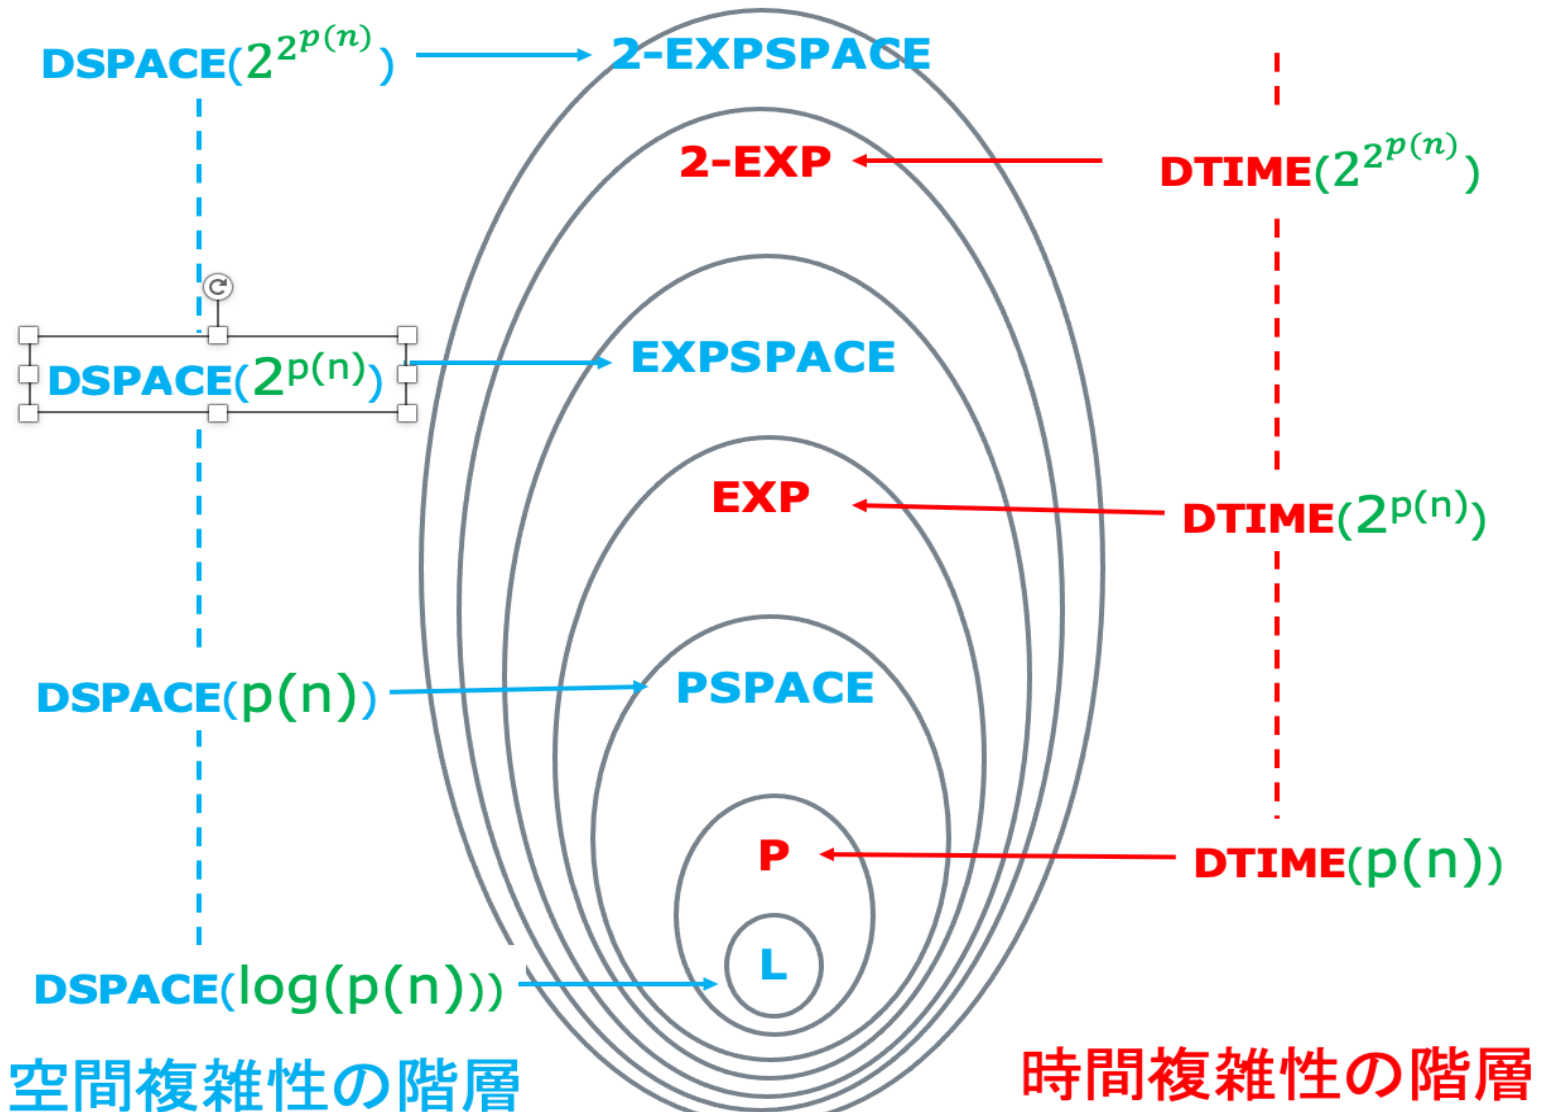 DSPACE(2^{2^{p(n)}})
2-EXPSPACE
2-EXP
DTIME(2^{2^{p(n)}})
DSPACE(2^{p(n)})
EXPSPACE
EXP
DTIME(2^{p(n)})
DSPACE(p(n))
PSPACE
P
DTIME(p(n))
DSPACE(log(p(n)))
L
空間複雑性の階層
時間複雑性の階層